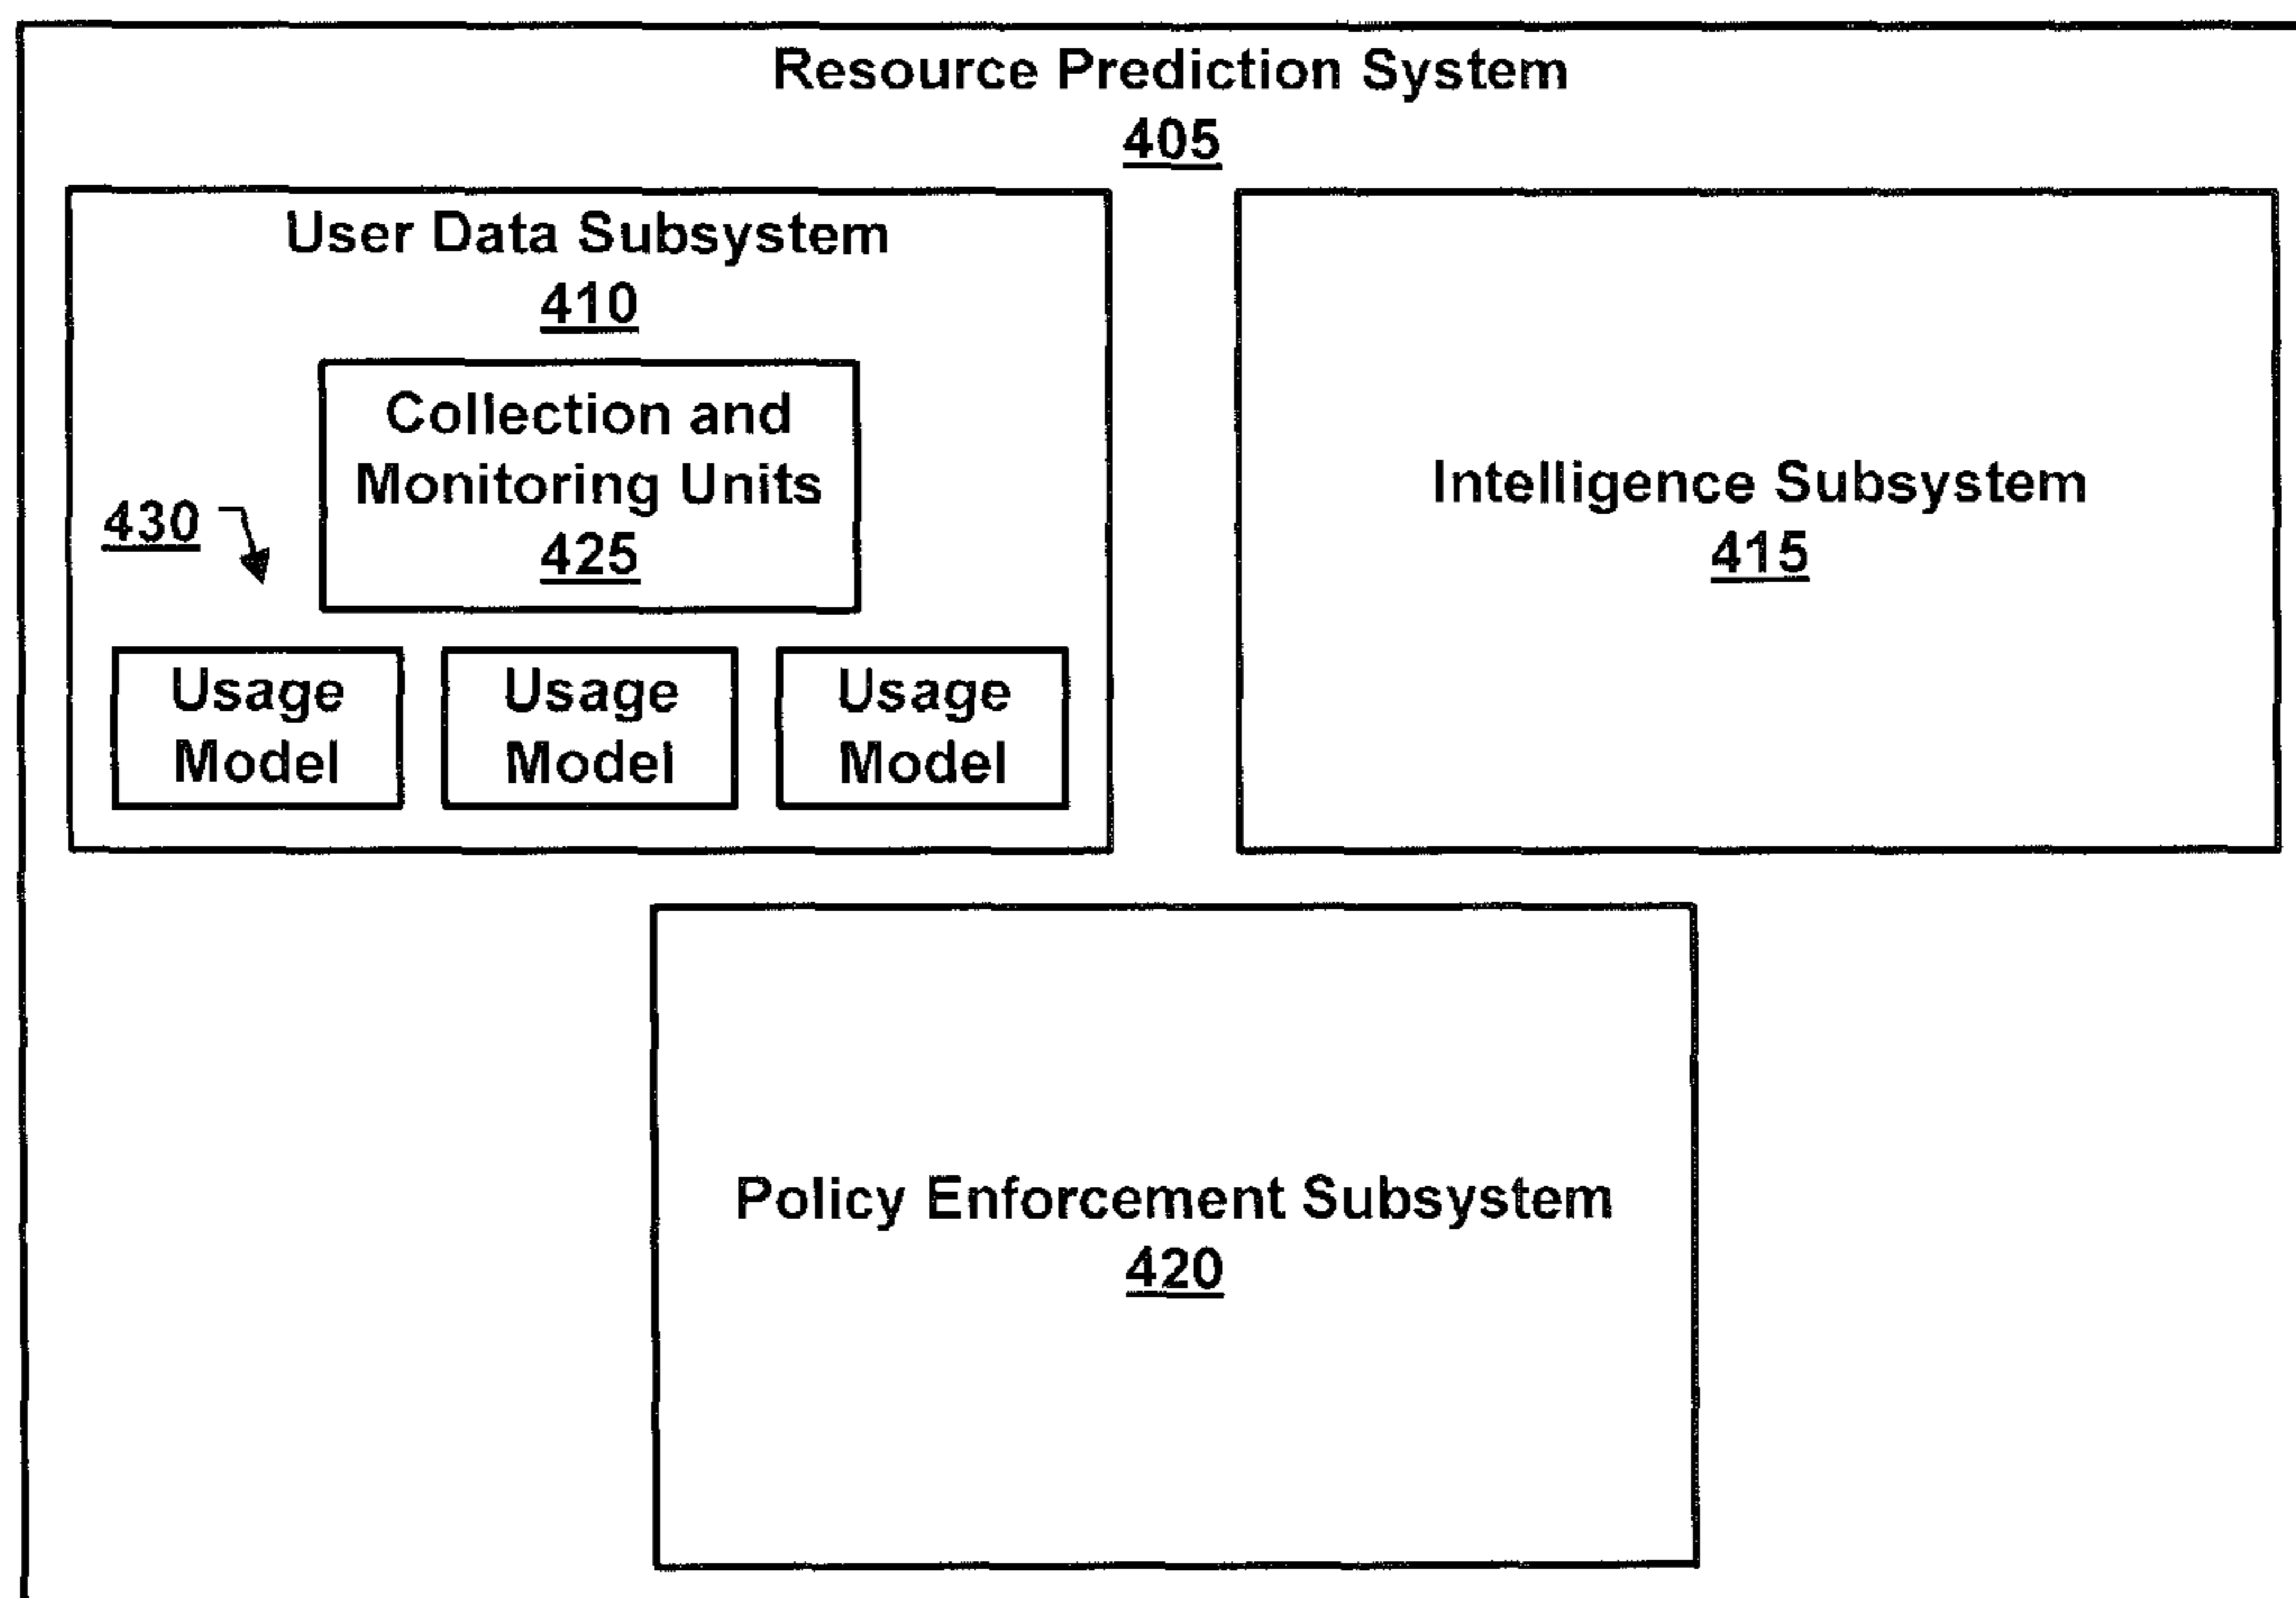 Resource Prediction System
405
User Data Subsystem
410
Collection and
Monitoring Units
425
430
Usage
Model
Usage
Model
Usage
Model
Intelligence Subsystem
415
Policy Enforcement Subsystem
420